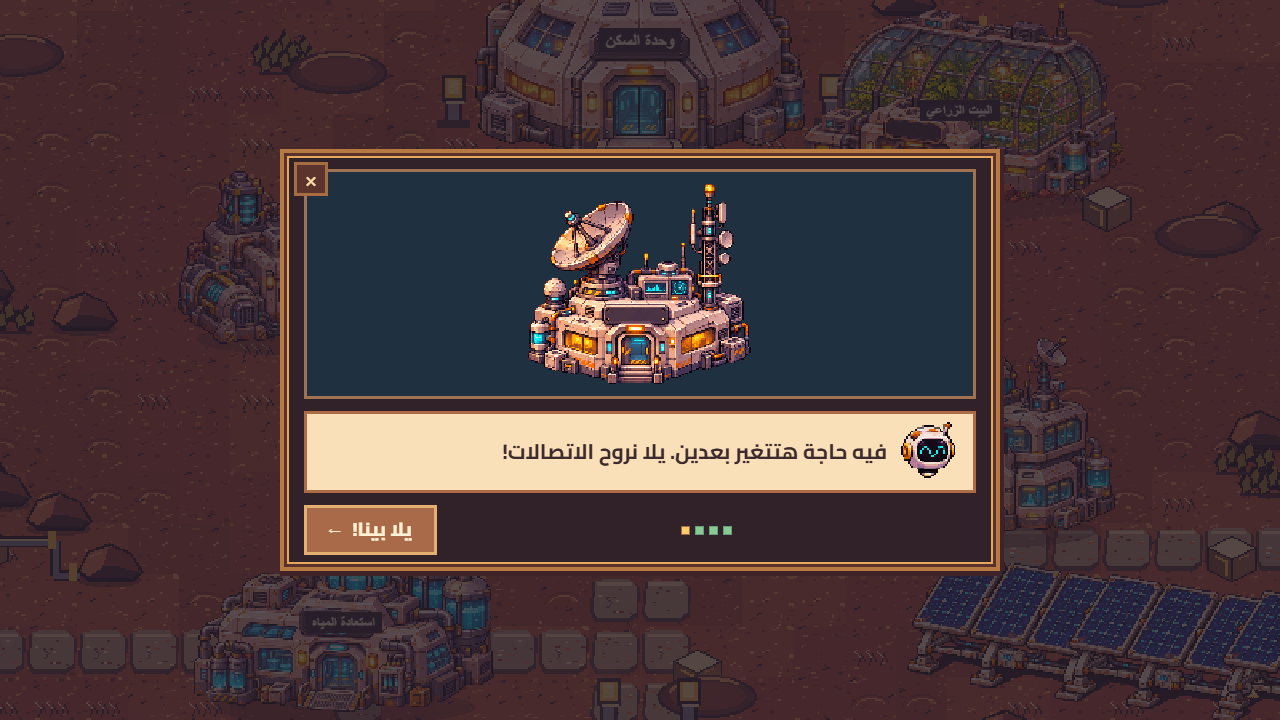 وحدة السكن
البيت الزراعي
×
فيه حاجة هتتغير بعدين. يلا نروح الاتصالات!
يلا بينا! ←
استعادة المياه